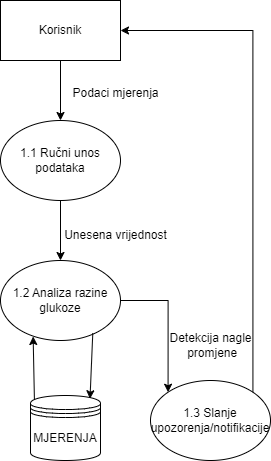 Korisnik
Podaci mjerenja
1.1 Ručni unos
podataka
Unesena vrijednost
1.2 Analiza razine
glukoze
Detekcija nagle
promjene
1.3 Slanje
upozorenja/notifikacije
MJERENJA